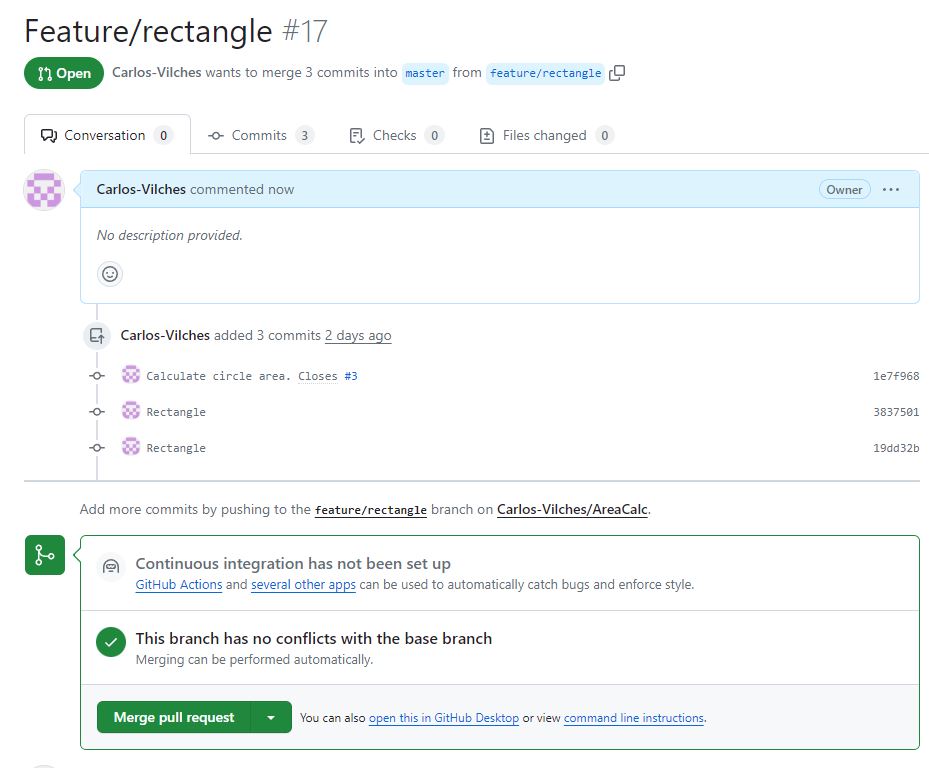 Feature/rectangle #17
Open Carlos-Vilches wants to merge 3 commits into master from feature/rectangle
Conversation 0 Commits 3 Checks 0 Files changed 0
Carlos-Vilches commented now Owner
No description provided.
Carlos-Vilches added 3 commits 2 days ago
Calculate circle area. Closes #3 1e7f968
Rectangle 3837501
Rectangle 19dd32b
Add more commits by pushing to the feature/rectangle branch on Carlos-Vilches/AreaCalc.
Continuous integration has not been set up
GitHub Actions and several other apps can be used to automatically catch bugs and enforce style.
This branch has no conflicts with the base branch
Merging can be performed automatically.
Merge pull request You can also open this in GitHub Desktop or view command line instructions.